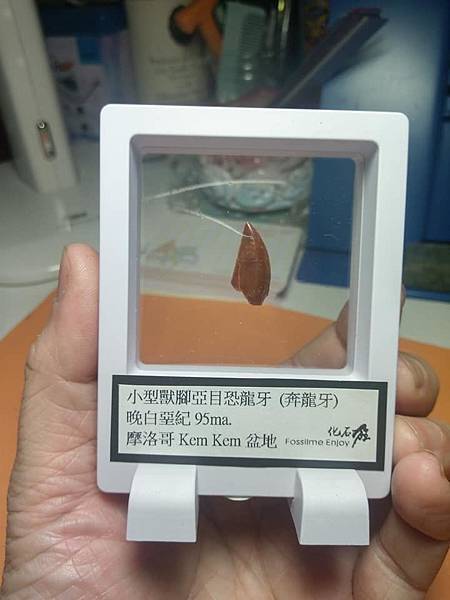 小型獸腳亞目恐龍牙 (奔龍牙)
晚白堊紀 95ma.
摩洛哥 Kem Kem 盆地
化石
Fossilme Enjoy